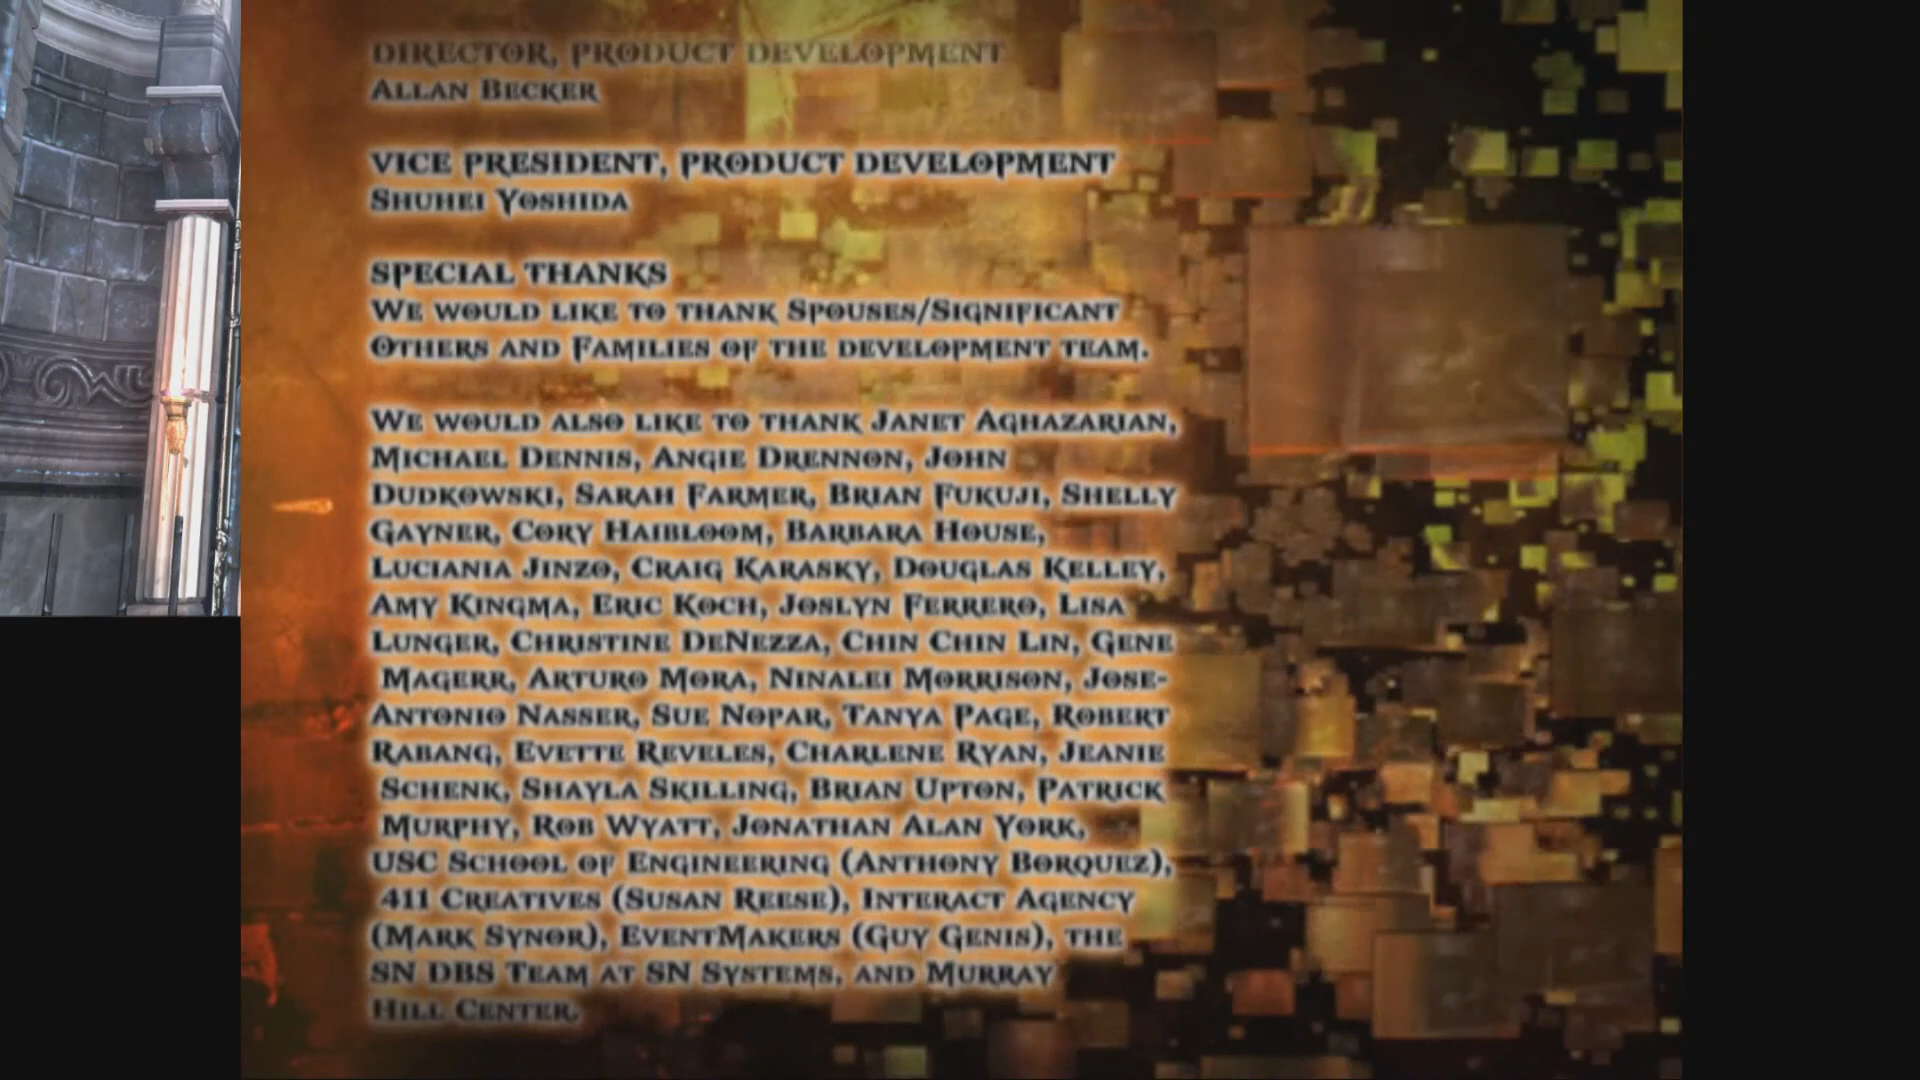 DIRECTOR, PRODUCT DEVELOPMENT
ALLAN BECKER
VICE PRESIDENT, PRODUCT DEVELOPMENT
SHUHEI YOSHIDA
SPECIAL THANKS
WE WOULD LIKE TO THANK SPOUSES/SIGNIFICANT
OTHERS AND FAMILIES OF THE DEVELOPMENT TEAM.
WE WOULD ALSO LIKE TO THANK JANET AGHAZARIAN,
MICHAEL DENNIS, ANGIE DRENNON, JOHN
DUDKOWSKI, SARAH FARMER, BRIAN FUKUJI, SHELLY
GAYNER, CORY HAIBLOOM, BARBARA HOUSE,
LUCIANIA JINZO, CRAIG KARASKY, DOUGLAS KELLEY,
AMY KINGMA, ERIC KOCH, JOSLYN FERRERO, LISA
LUNGER, CHRISTINE DENEZZA, CHIN CHIN LIN, GENE
MAGERR, ARTURO MORA, NINALEI MORRISON, JOSE-
ANTONIO NASSER, SUE NOPAR, TANYA PAGE, ROBERT
RABANG, EVETTE REVELES, CHARLENE RYAN, JEANIE
SCHENK, SHAYLA SKILLING, BRIAN UPTON, PATRICK
MURPHY, ROB WYATT, JONATHAN ALAN YORK,
USC SCHOOL OF ENGINEERING (ANTHONY BORQUEZ),
411 CREATIVES (SUSAN REESE), INTERACT AGENCY
(MARK SYNOR), EVENTMAKERS (GUY GENIS), THE
SN DBS TEAM AT SN SYSTEMS, AND MURRAY
HILL CENTER.